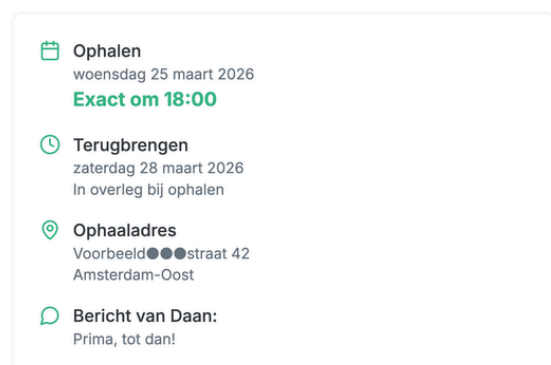 Ophalen
woensdag 25 maart 2026
Exact om 18:00
Terugbrengen
zaterdag 28 maart 2026
In overleg bij ophalen
Ophaaladres
Voorbeeld●●●straat 42
Amsterdam-Oost
Bericht van Daan:
Prima, tot dan!